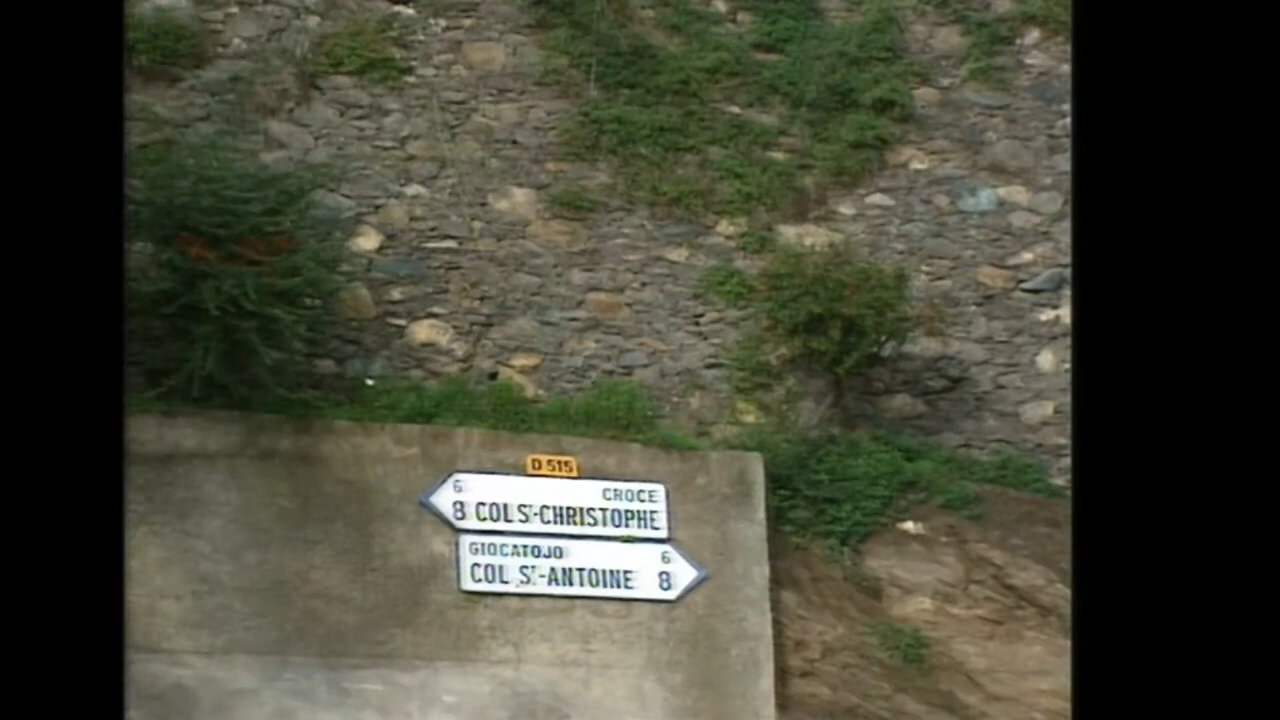 D 515
6 CROCE
8 COL ST-CHRISTOPHE
GIOCATOJO 6
COL ST-ANTOINE 8